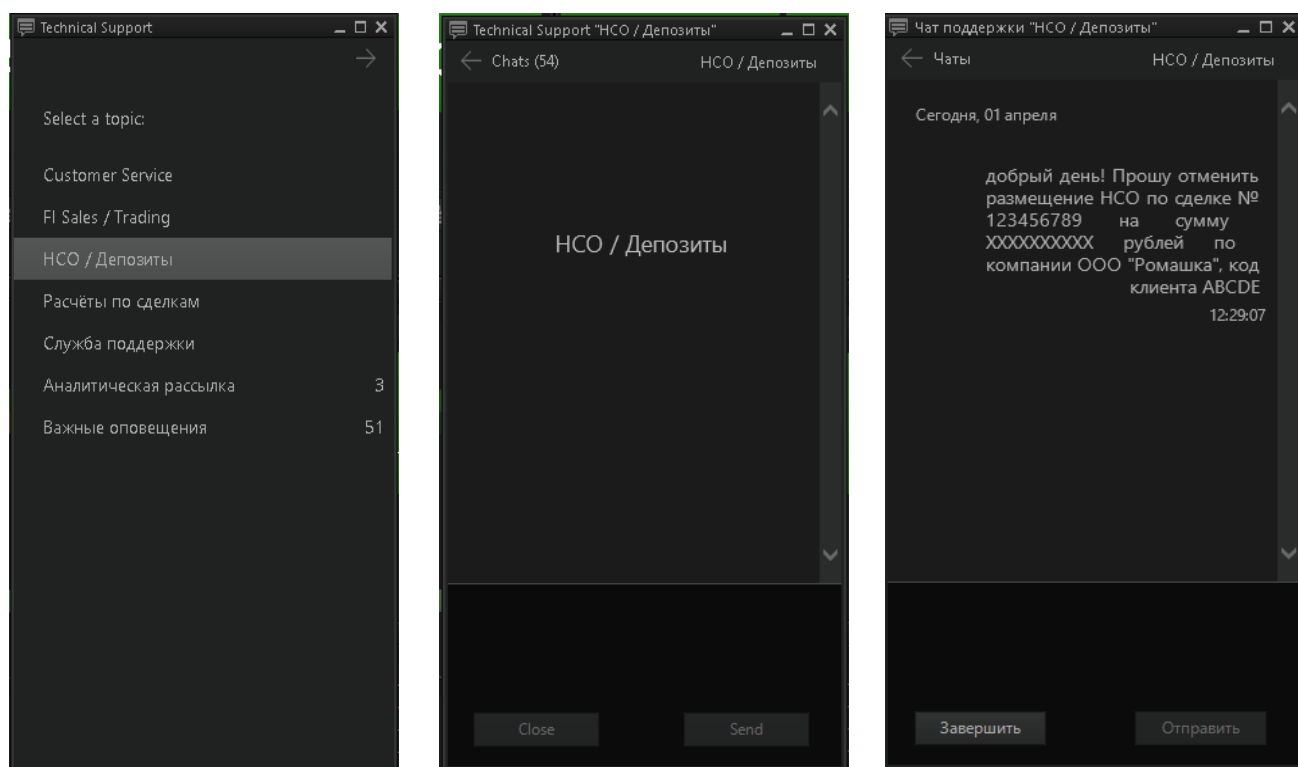 Technical Support
Select a topic:
Customer Service
FI Sales / Trading
НСО / Депозиты
Расчёты по сделкам
Служба поддержки
Аналитическая рассылка 3
Важные оповещения 51
Technical Support "НСО / Депозиты"
Chats (54) НСО / Депозиты
НСО / Депозиты
Close Send
Чат поддержки "НСО / Депозиты"
Чаты НСО / Депозиты
Сегодня, 01 апреля
добрый день! Прошу отменить
размещение НСО по сделке №
123456789 на сумму
XXXXXXXXXX рублей по
компании ООО "Ромашка", код
клиента ABCDE
12:29:07
Завершить Отправить